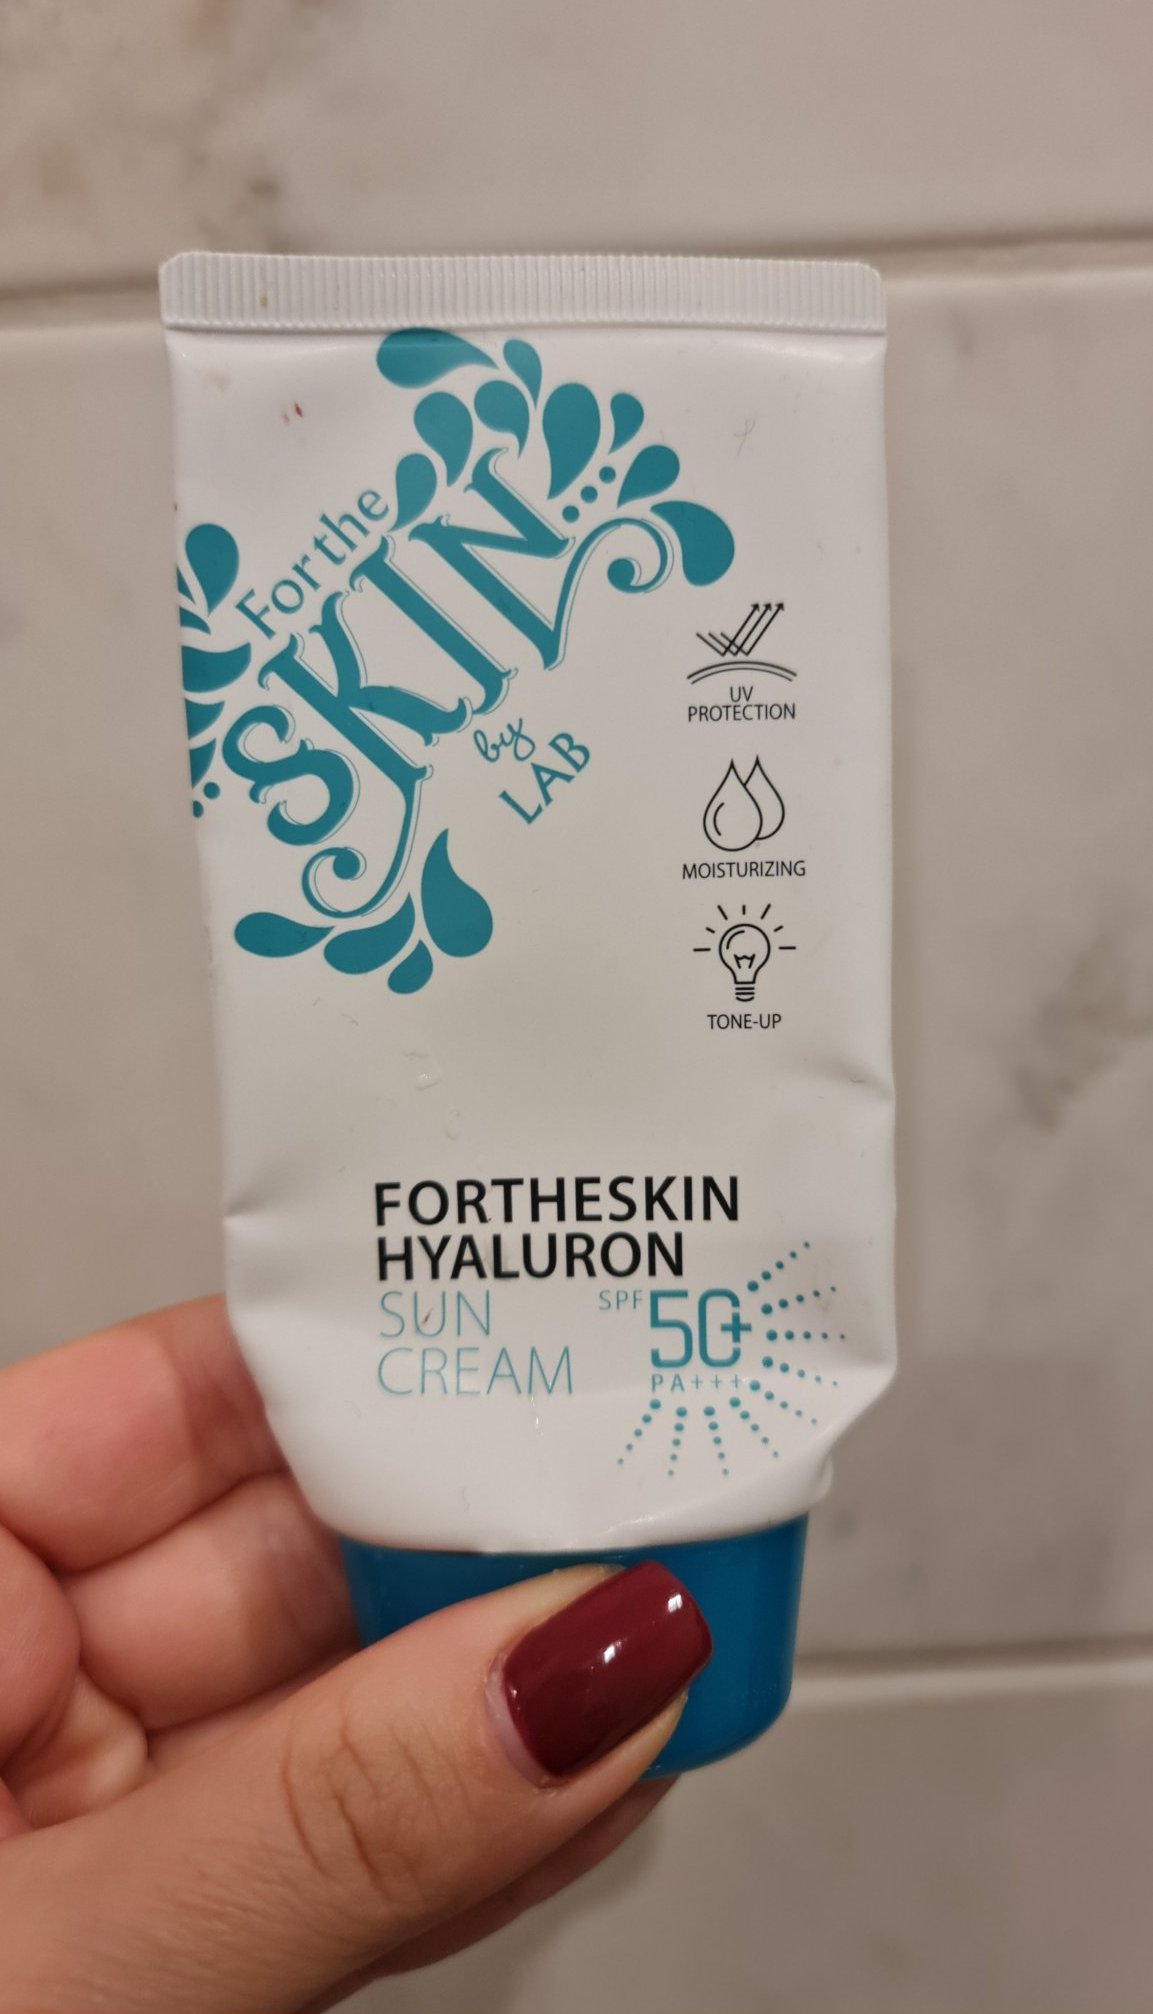 For the
SKIN
by
LAB
UV
PROTECTION
MOISTURIZING
TONE-UP
FORTHESKIN
HYALURON
SUN
CREAM
SPF 50+
PA+++